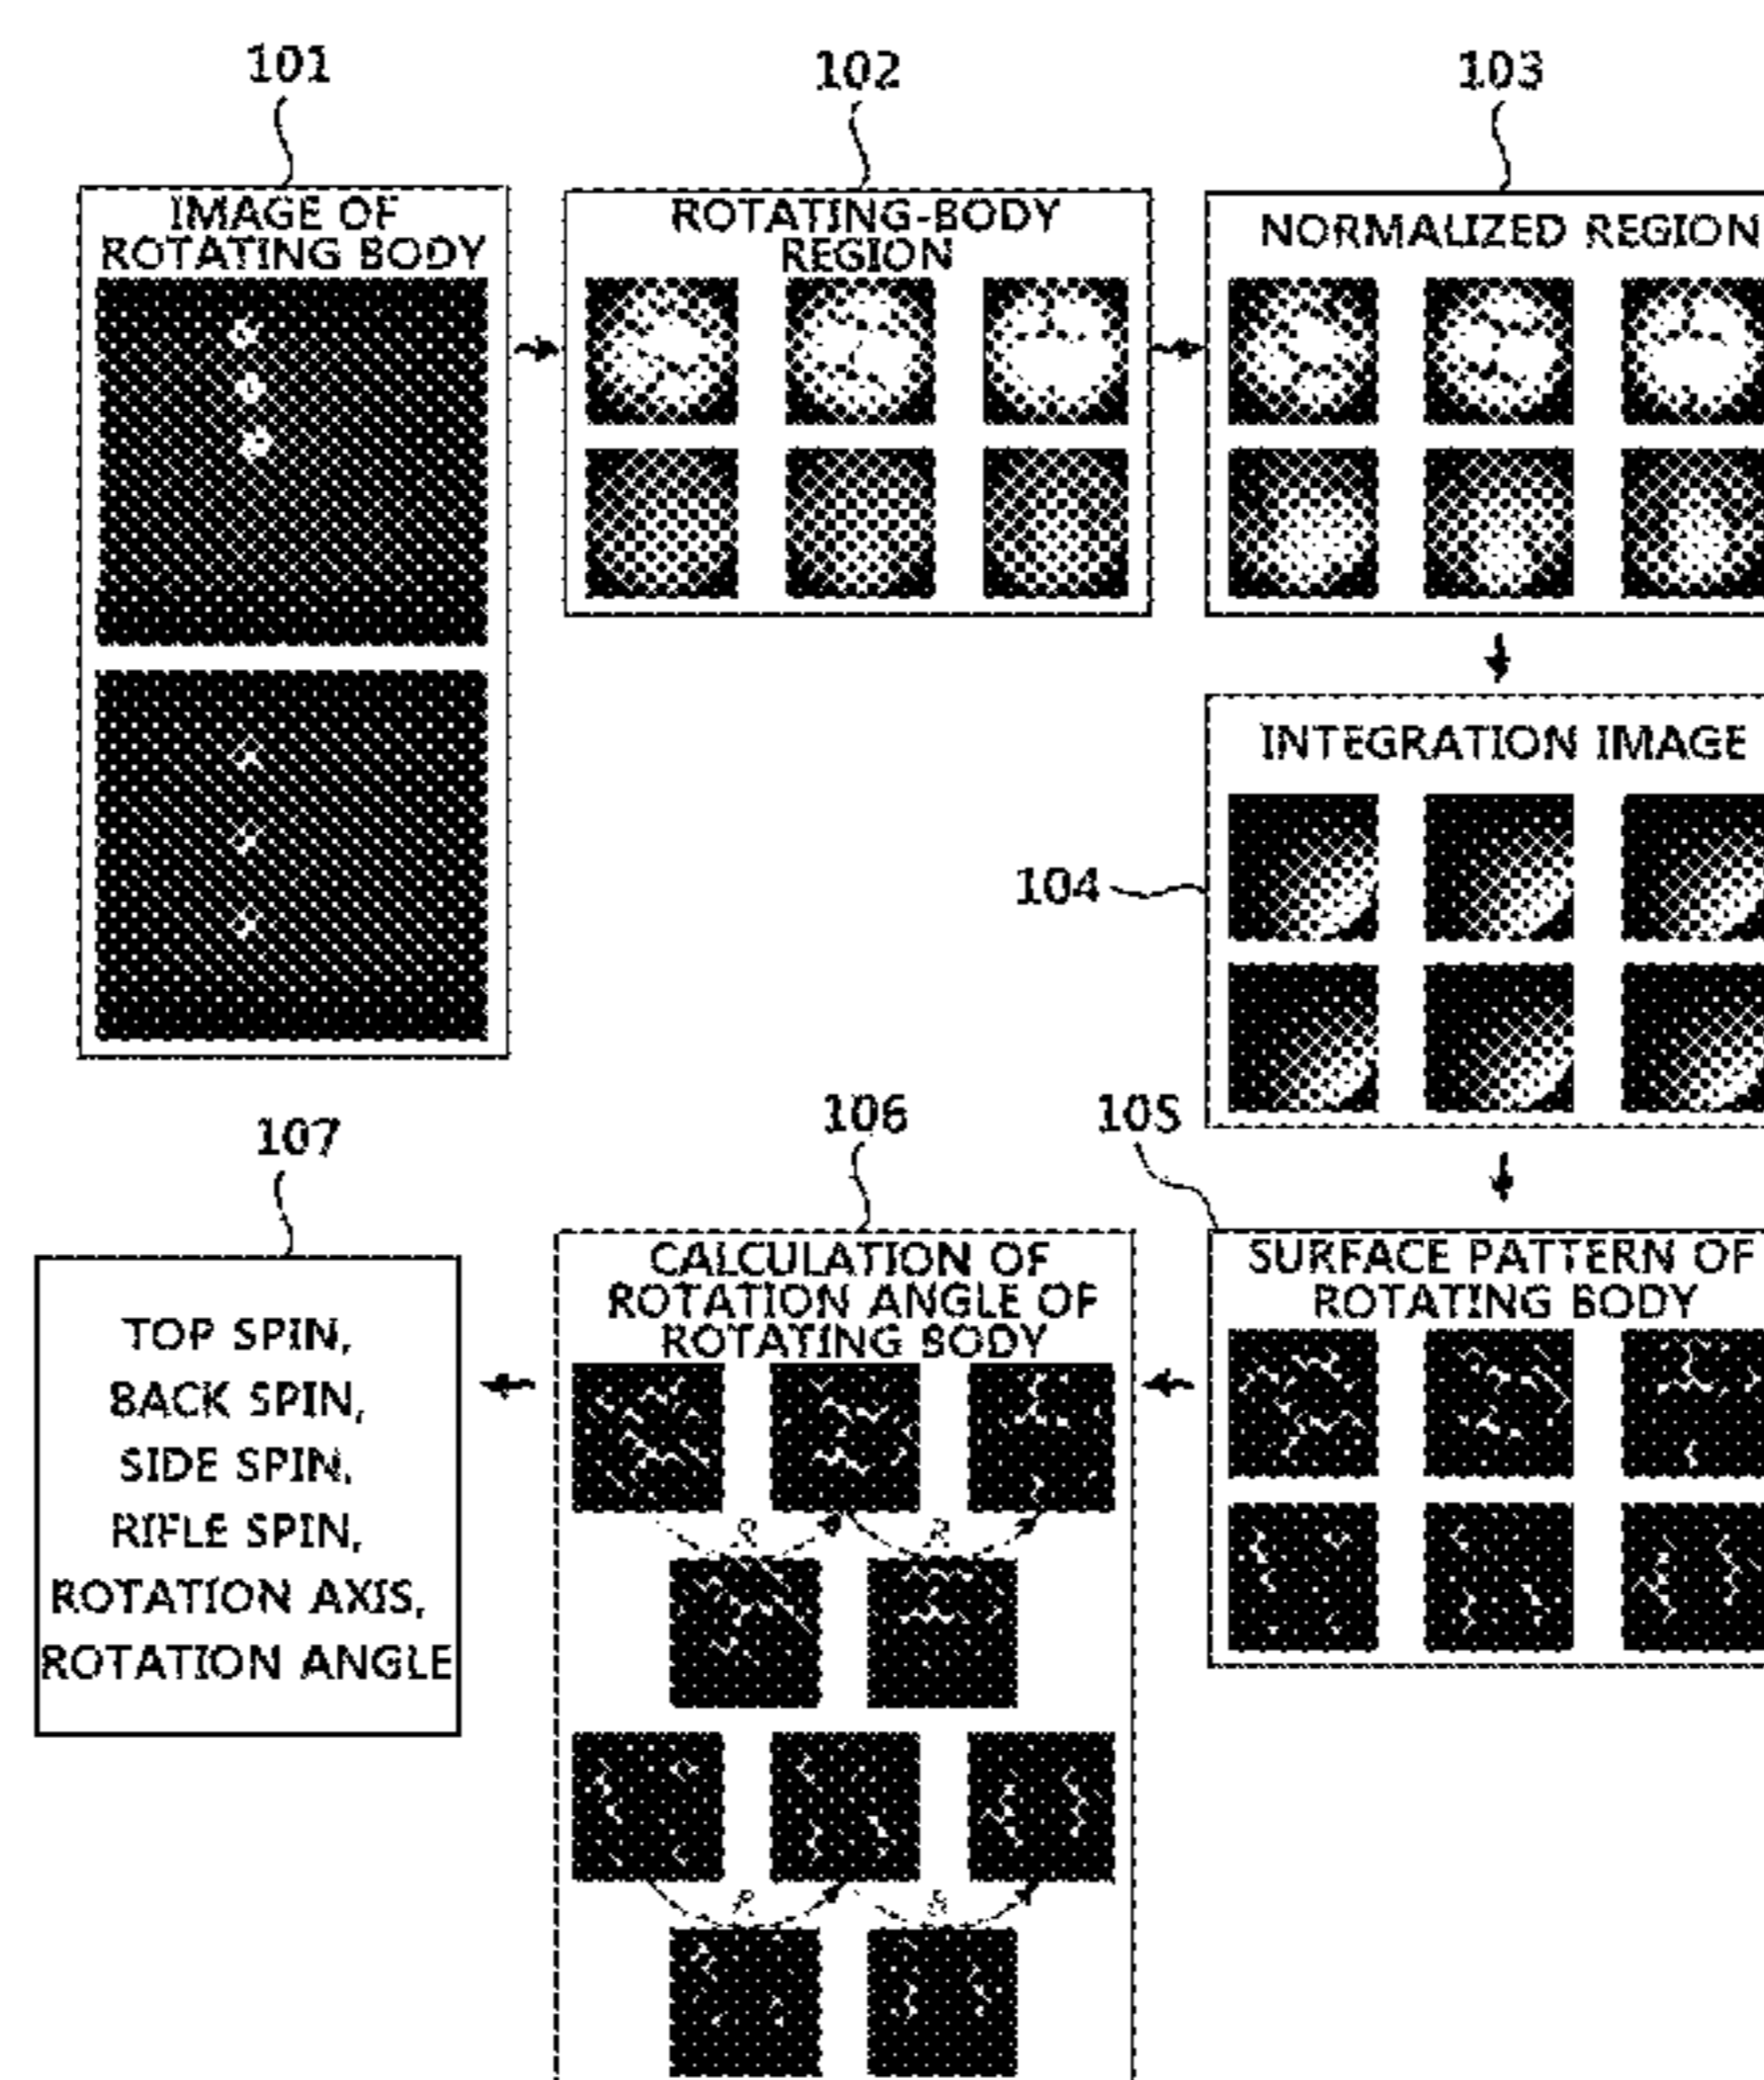 101
IMAGE OF
ROTATING BODY
102
ROTATING-BODY
REGION
103
NORMALIZED REGION
104
INTEGRATION IMAGE
105
SURFACE PATTERN OF
ROTATING BODY
106
CALCULATION OF
ROTATION ANGLE OF
ROTATING BODY
R
R
R
R
107
TOP SPIN,
BACK SPIN,
SIDE SPIN,
RIFLE SPIN,
ROTATION AXIS,
ROTATION ANGLE